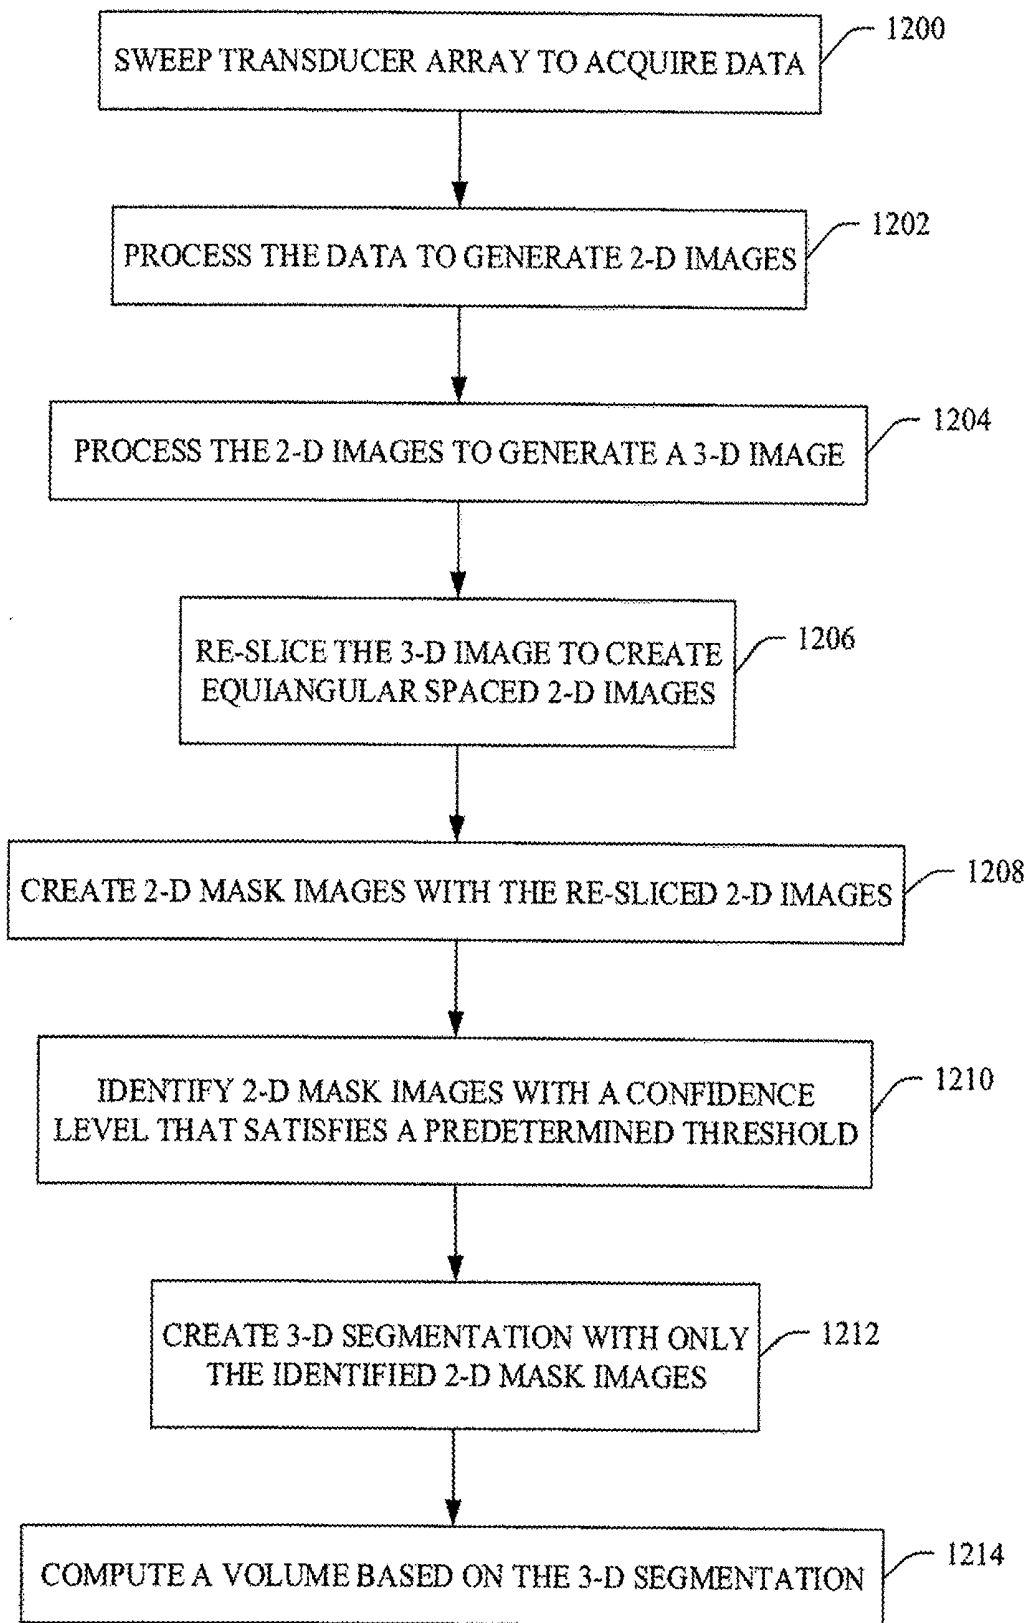 1200
SWEEP TRANSDUCER ARRAY TO ACQUIRE DATA
1202
PROCESS THE DATA TO GENERATE 2-D IMAGES
1204
PROCESS THE 2-D IMAGES TO GENERATE A 3-D IMAGE
1206
RE-SLICE THE 3-D IMAGE TO CREATE
EQUIANGULAR SPACED 2-D IMAGES
1208
CREATE 2-D MASK IMAGES WITH THE RE-SLICED 2-D IMAGES
1210
IDENTIFY 2-D MASK IMAGES WITH A CONFIDENCE
LEVEL THAT SATISFIES A PREDETERMINED THRESHOLD
1212
CREATE 3-D SEGMENTATION WITH ONLY
THE IDENTIFIED 2-D MASK IMAGES
1214
COMPUTE A VOLUME BASED ON THE 3-D SEGMENTATION